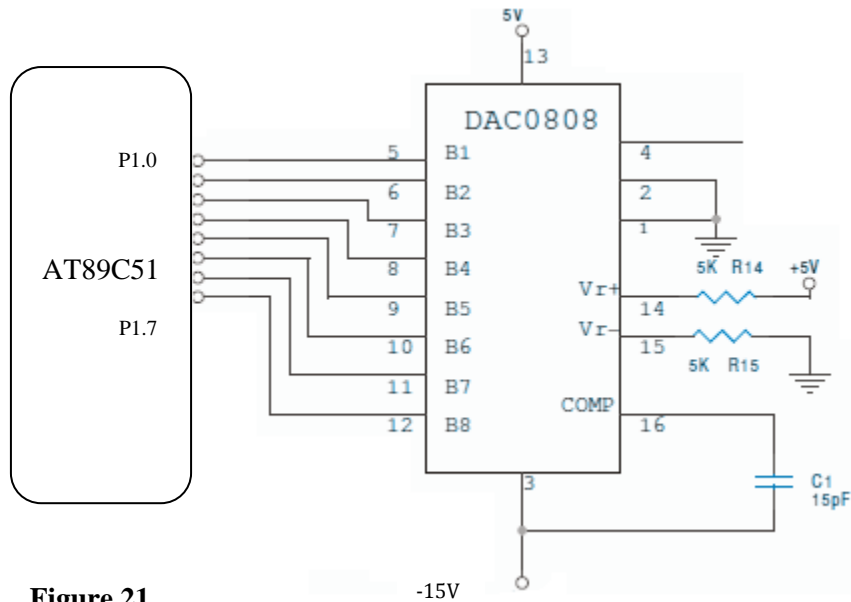 5V
13
DAC0808
P1.0
5 B1
4
6 B2
2
7 B3
1
AT89C51
8 B4
5K R14 +5V
Vr+
9 B5
14
P1.7
Vr-
10 B6
15
5K R15
11 B7
COMP
12 B8
16
3
C1
15pF
Figure 21
-15V